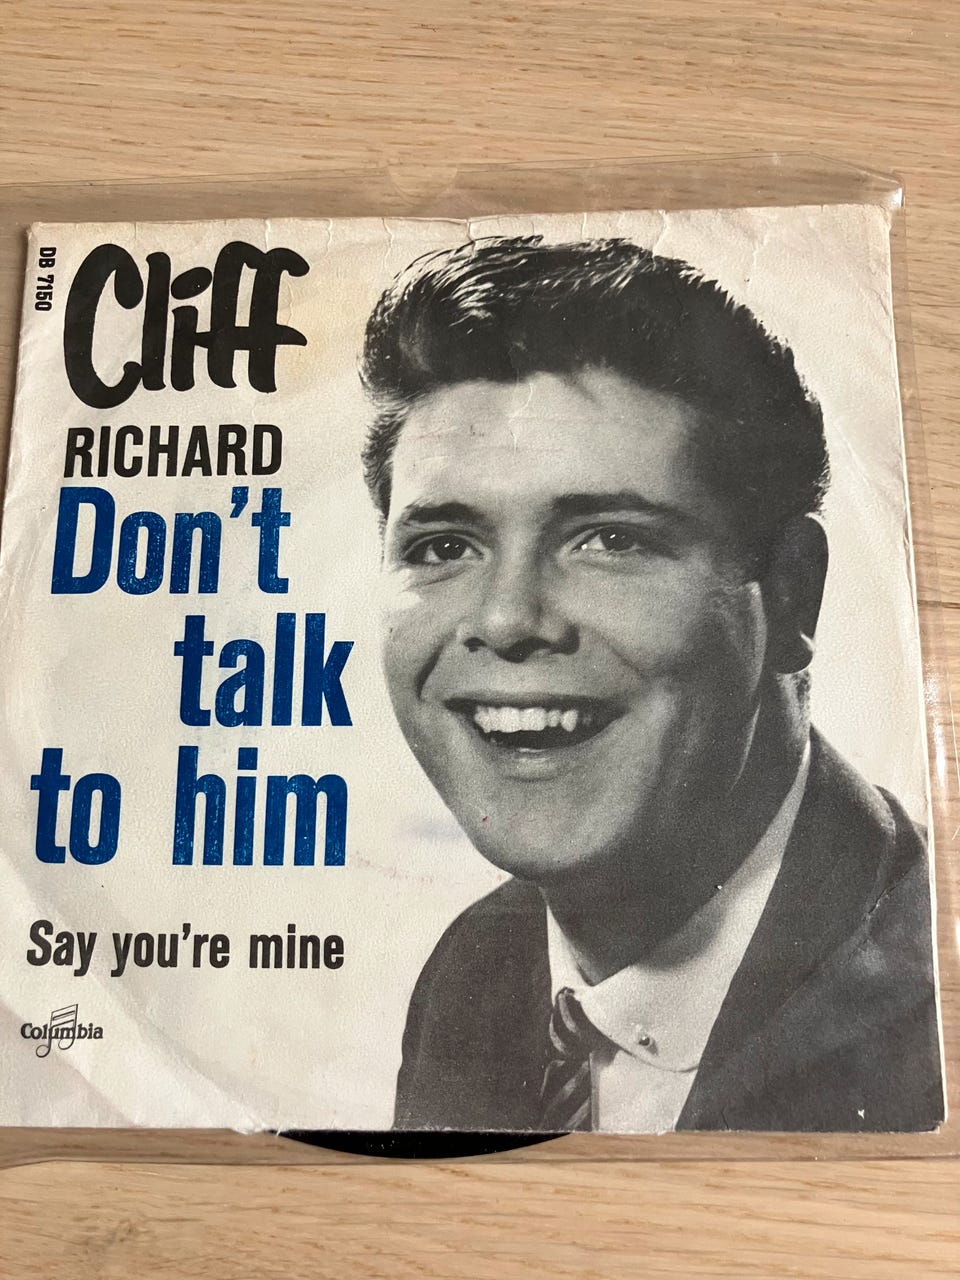 DB 7150
Cliff
RICHARD
Don't
talk
to him
Say you're mine
Columbia